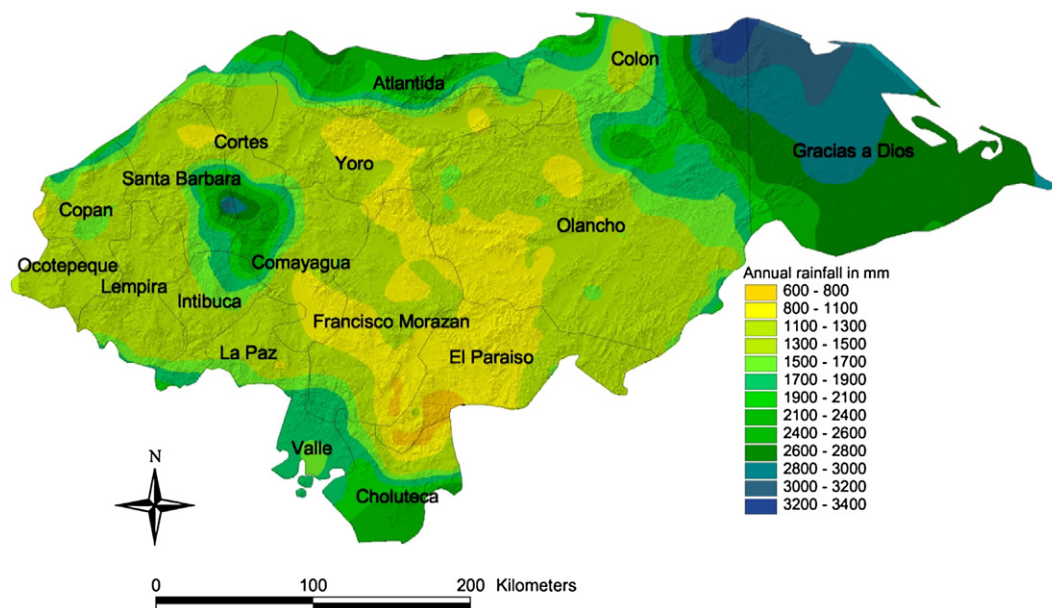 Colon
Atlantida
Cortes
Yoro
Gracias a Dios
Santa Barbara
Copan
Olancho
Ocotepeque
Comayagua
Lempira
Intibuca
Francisco Morazan
La Paz
El Paraiso
Valle
Choluteca
Annual rainfall in mm
600 - 800
800 - 1100
1100 - 1300
1300 - 1500
1500 - 1700
1700 - 1900
1900 - 2100
2100 - 2400
2400 - 2600
2600 - 2800
2800 - 3000
3000 - 3200
3200 - 3400
N
0 100 200 Kilometers